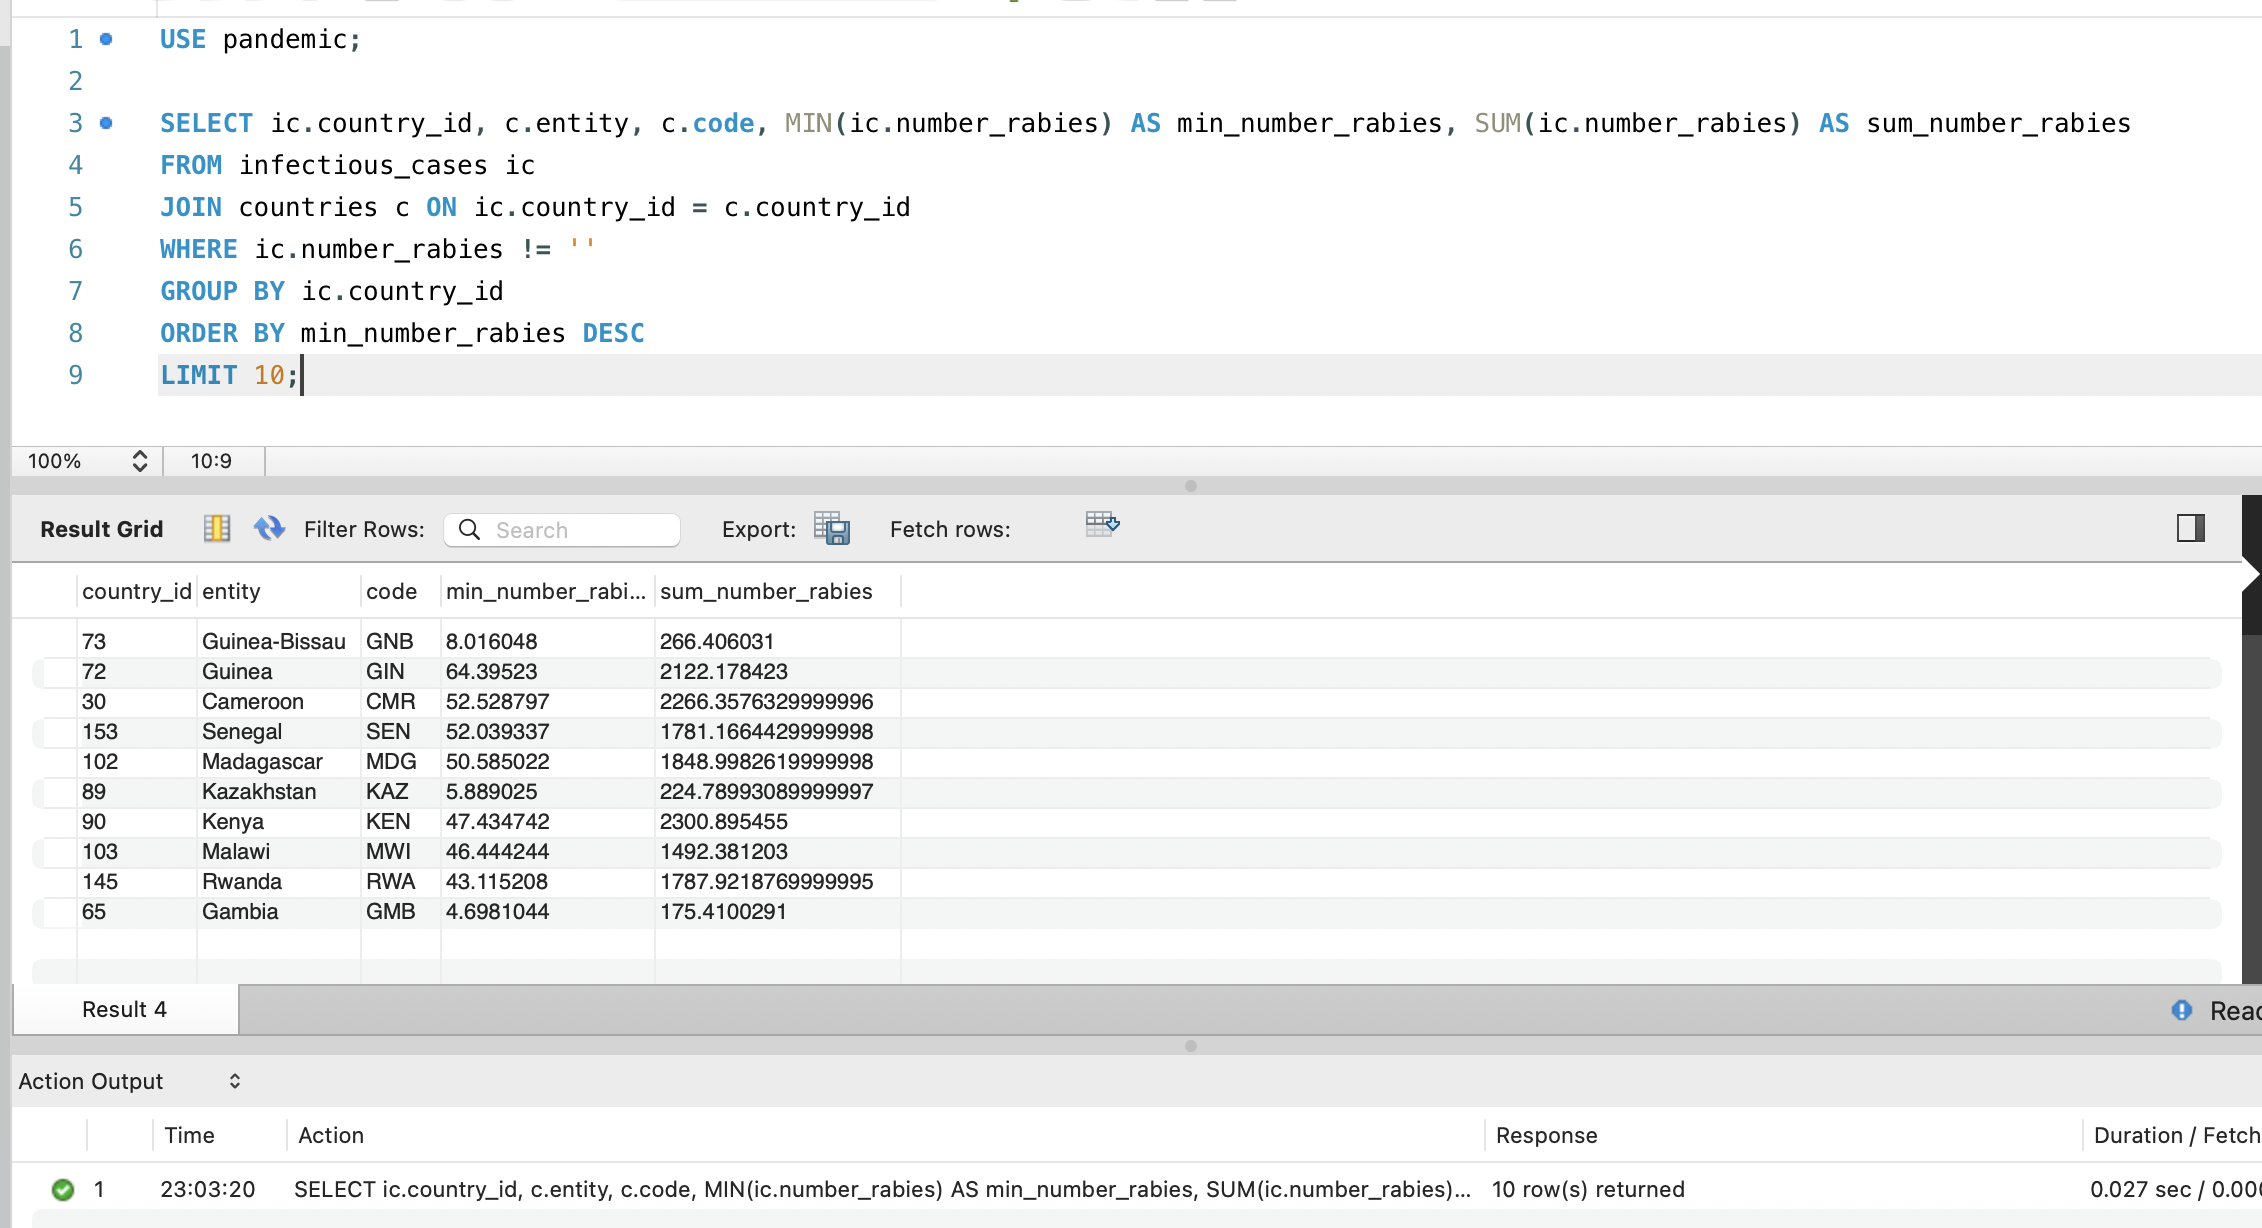 1 USE pandemic;
2
3 SELECT ic.country_id, c.entity, c.code, MIN(ic.number_rabies) AS min_number_rabies, SUM(ic.number_rabies) AS sum_number_rabies
4 FROM infectious_cases ic
5 JOIN countries c ON ic.country_id = c.country_id
6 WHERE ic.number_rabies != ''
7 GROUP BY ic.country_id
8 ORDER BY min_number_rabies DESC
9 LIMIT 10;
100% 10:9
Result Grid Filter Rows: Search Export: Fetch rows:
country_id entity code min_number_rabi... sum_number_rabies
73 Guinea-Bissau GNB 8.016048 266.406031
72 Guinea GIN 64.39523 2122.178423
30 Cameroon CMR 52.528797 2266.3576329999996
153 Senegal SEN 52.039337 1781.1664429999998
102 Madagascar MDG 50.585022 1848.9982619999998
89 Kazakhstan KAZ 5.889025 224.78993089999997
90 Kenya KEN 47.434742 2300.895455
103 Malawi MWI 46.444244 1492.381203
145 Rwanda RWA 43.115208 1787.9218769999995
65 Gambia GMB 4.6981044 175.4100291
Result 4 Read
Action Output
Time Action Response Duration / Fetch
1 23:03:20 SELECT ic.country_id, c.entity, c.code, MIN(ic.number_rabies) AS min_number_rabies, SUM(ic.number_rabies)... 10 row(s) returned 0.027 sec / 0.000